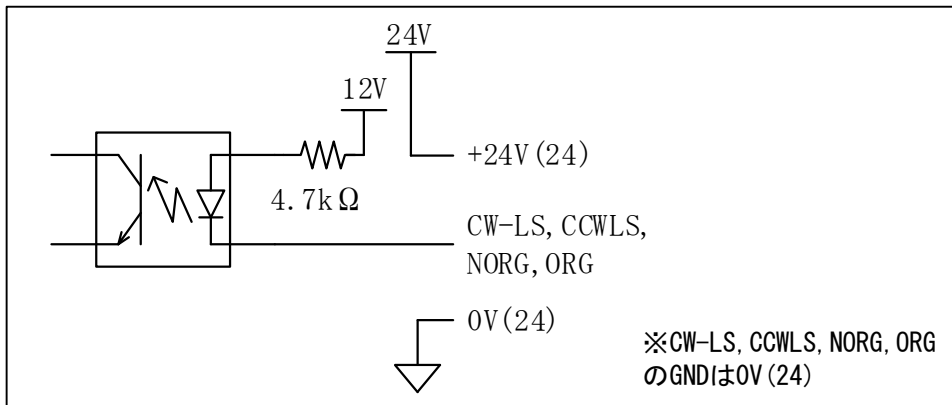 24V
12V
+24V(24)
4.7kΩ
CW-LS, CCWLS,
NORG, ORG
0V(24)
※CW-LS, CCWLS, NORG, ORG
のGNDは0V(24)